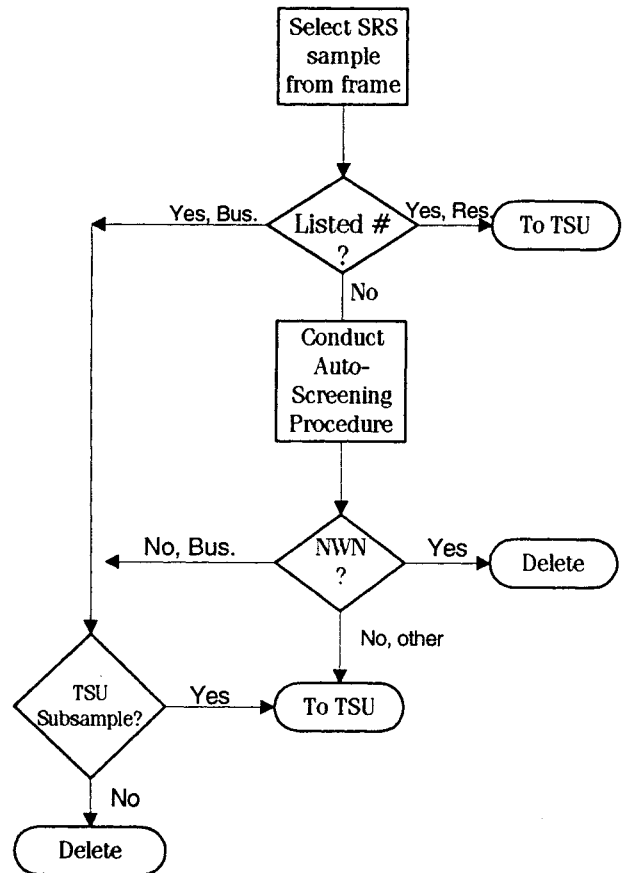 Select SRS
sample
from frame
Yes, Bus.
Listed #
?
Yes, Res.
To TSU
No
Conduct
Auto-
Screening
Procedure
No, Bus.
NWN
?
Yes
Delete
No, other
TSU
Subsample?
Yes
To TSU
No
Delete